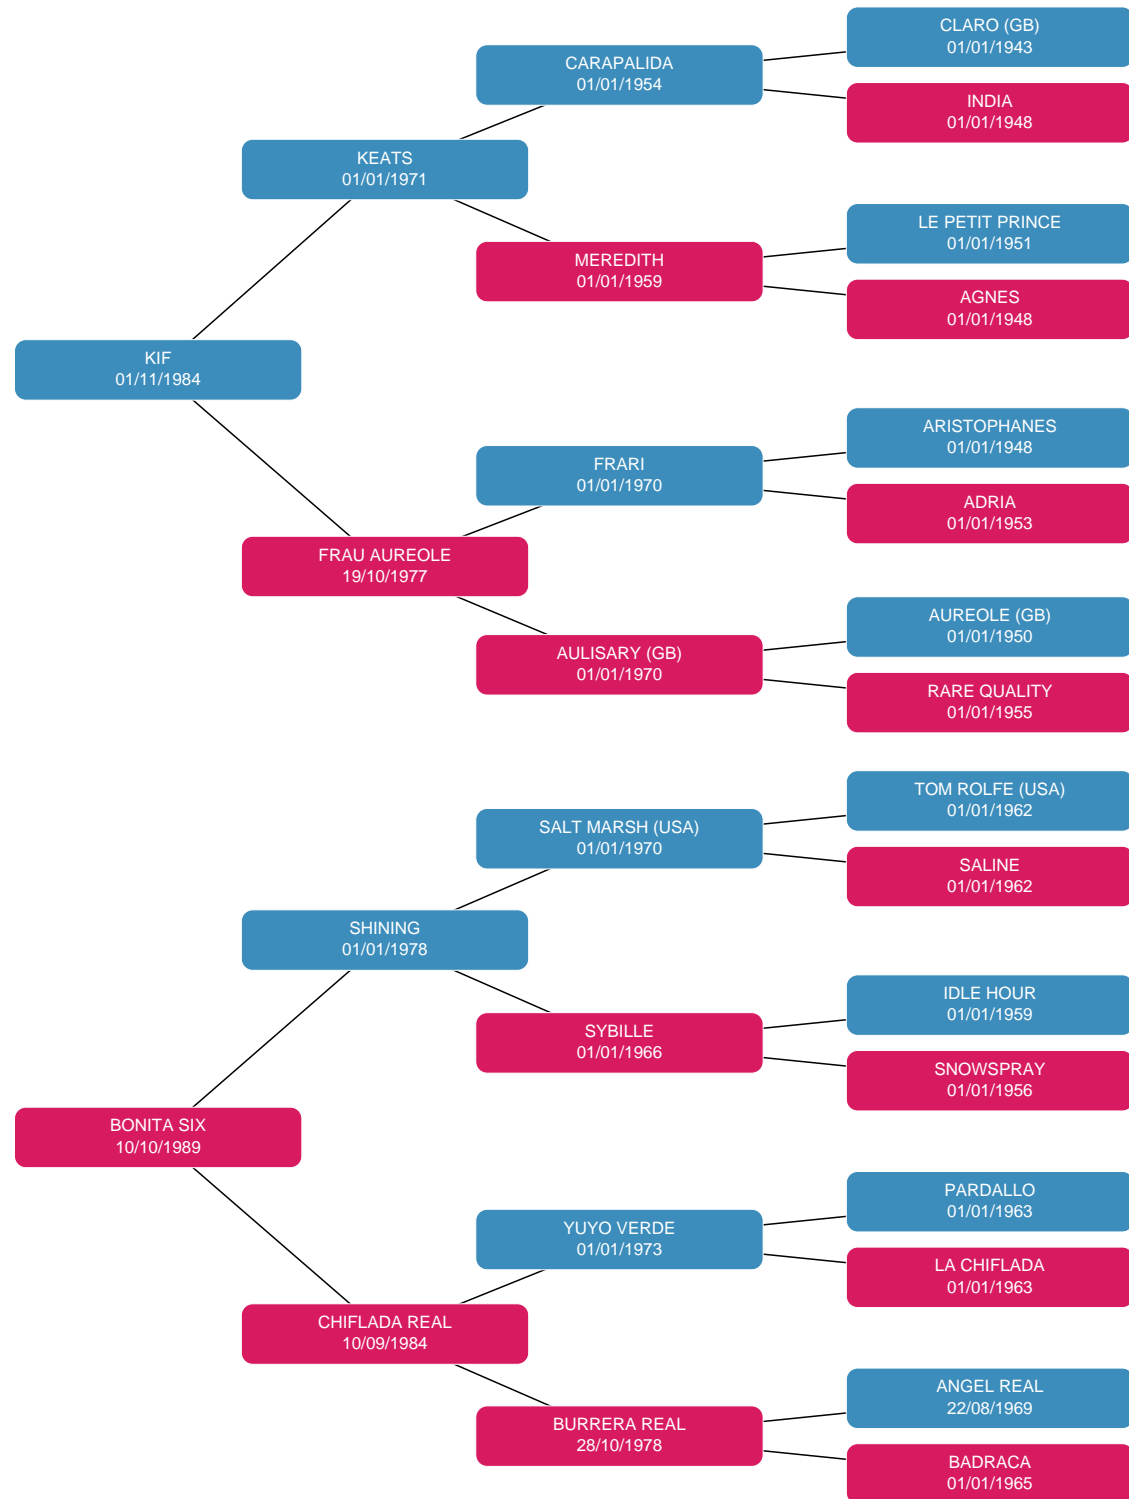 CLARO (GB)
01/01/1943
CARAPALIDA
01/01/1954
INDIA
01/01/1948
KEATS
01/01/1971
LE PETIT PRINCE
01/01/1951
MEREDITH
01/01/1959
AGNES
01/01/1948
KIF
01/11/1984
ARISTOPHANES
01/01/1948
FRARI
01/01/1970
ADRIA
01/01/1953
FRAU AUREOLE
19/10/1977
AUREOLE (GB)
01/01/1950
AULISARY (GB)
01/01/1970
RARE QUALITY
01/01/1955
TOM ROLFE (USA)
01/01/1962
SALT MARSH (USA)
01/01/1970
SALINE
01/01/1962
SHINING
01/01/1978
IDLE HOUR
01/01/1959
SYBILLE
01/01/1966
SNOWSPRAY
01/01/1956
BONITA SIX
10/10/1989
PARDALLO
01/01/1963
YUYO VERDE
01/01/1973
LA CHIFLADA
01/01/1963
CHIFLADA REAL
10/09/1984
ANGEL REAL
22/08/1969
BURRERA REAL
28/10/1978
BADRACA
01/01/1965